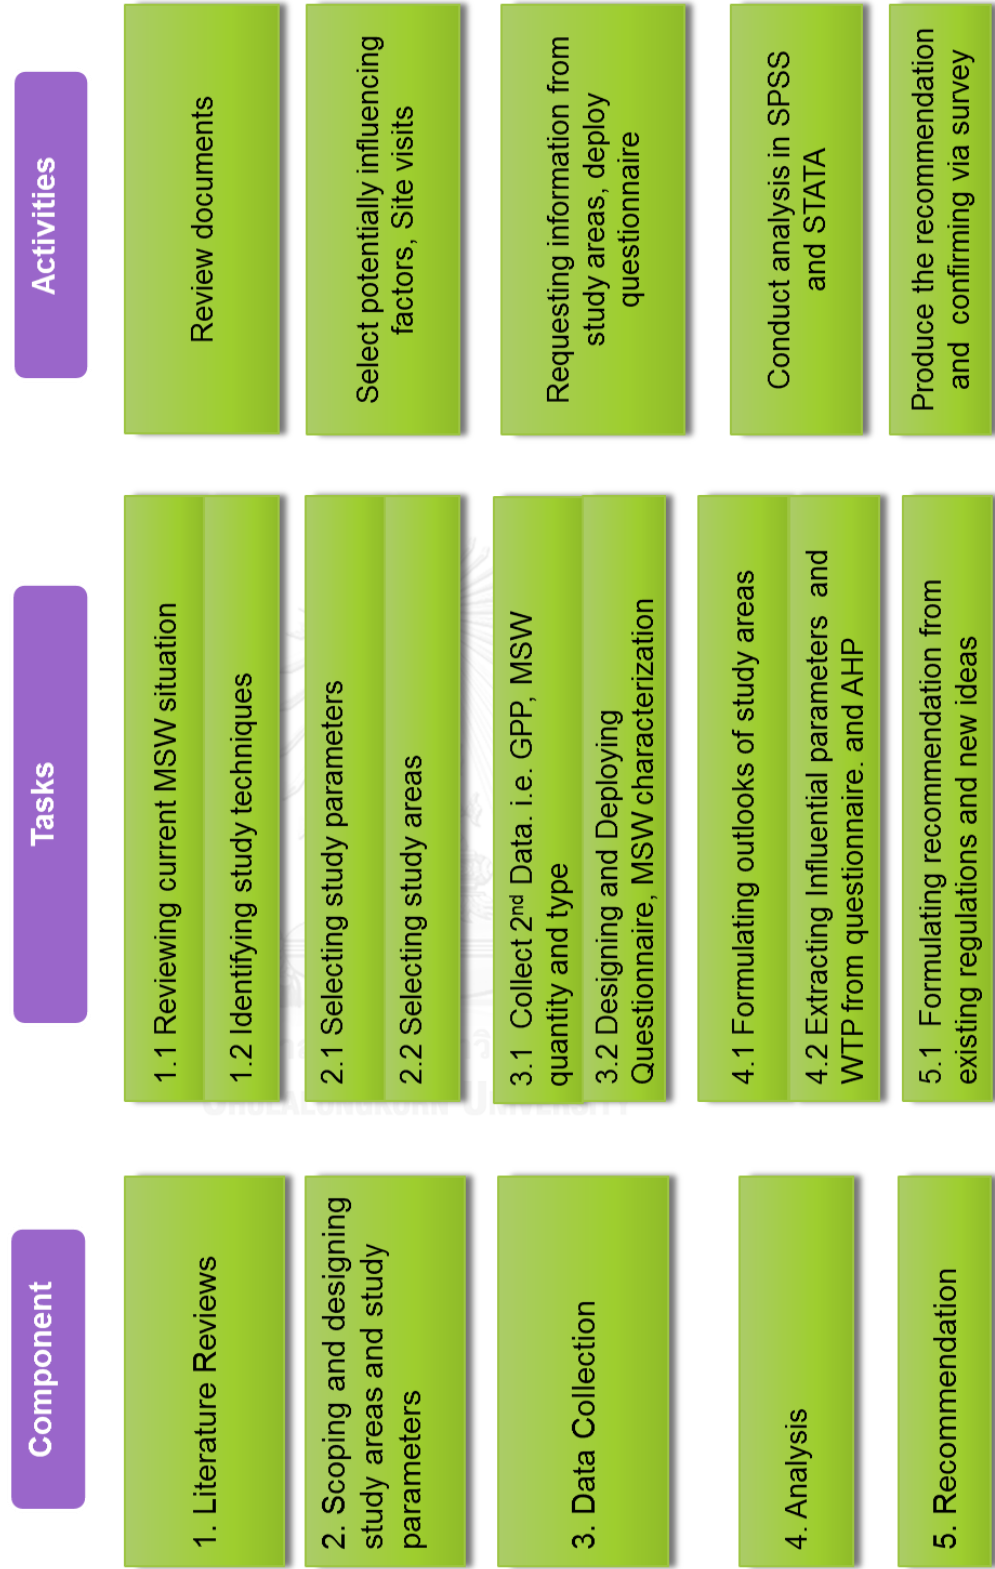 Component
Tasks
Activities
1. Literature Reviews
1.1 Reviewing current MSW situation
1.2 Identifying study techniques
Review documents
2. Scoping and designing
study areas and study
parameters
2.1 Selecting study parameters
2.2 Selecting study areas
Select potentially influencing
factors, Site visits
3. Data Collection
3.1 Collect 2nd Data. i.e. GPP, MSW
quantity and type
3.2 Designing and Deploying
Questionnaire, MSW characterization
Requesting information from
study areas, deploy
questionnaire
4. Analysis
4.1 Formulating outlooks of study areas
4.2 Extracting Influential parameters and
WTP from questionnaire. and AHP
Conduct analysis in SPSS
and STATA
5. Recommendation
5.1 Formulating recommendation from
existing regulations and new ideas
Produce the recommendation
and confirming via survey
CHULALONGKORN UNIVERSITY